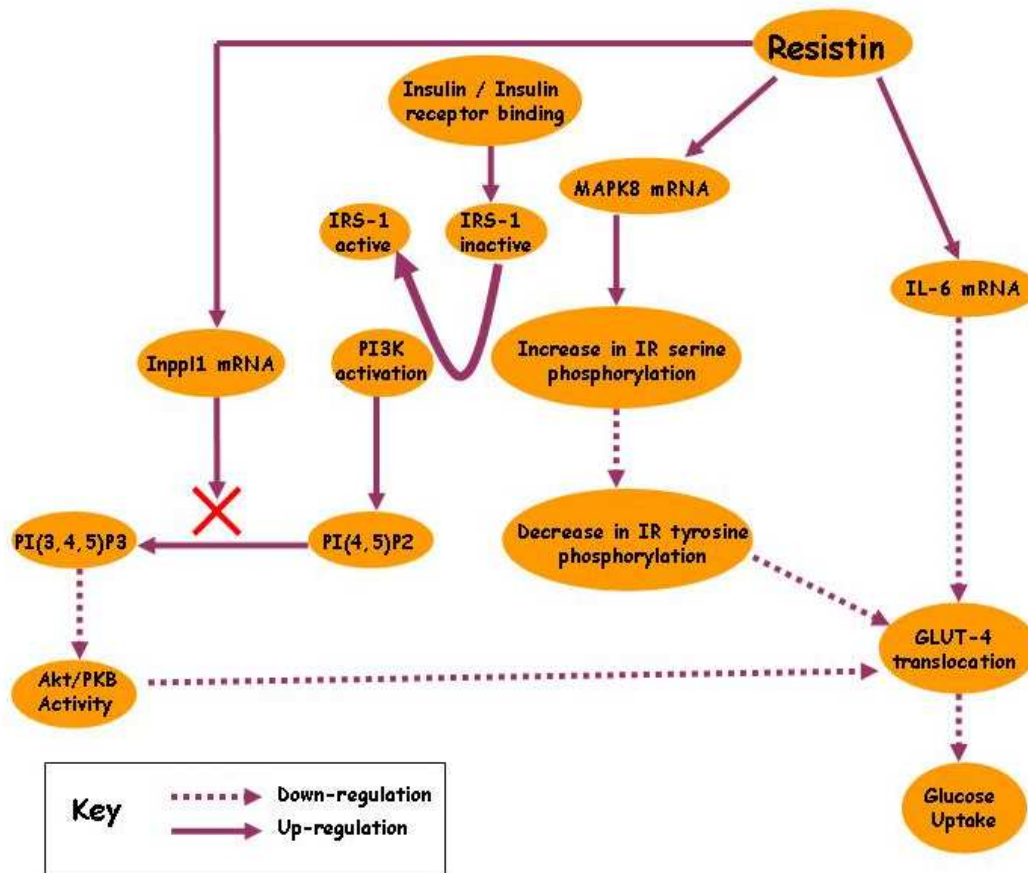 Resistin
Insulin / Insulin
receptor binding
MAPK8 mRNA
IRS-1
active
IRS-1
inactive
IL-6 mRNA
Inppl1 mRNA
PI3K
activation
Increase in IR serine
phosphorylation
PI(3,4,5)P3
PI(4,5)P2
Decrease in IR tyrosine
phosphorylation
GLUT-4
translocation
Akt/PKB
Activity
Key
Down-regulation
Up-regulation
Glucose
Uptake